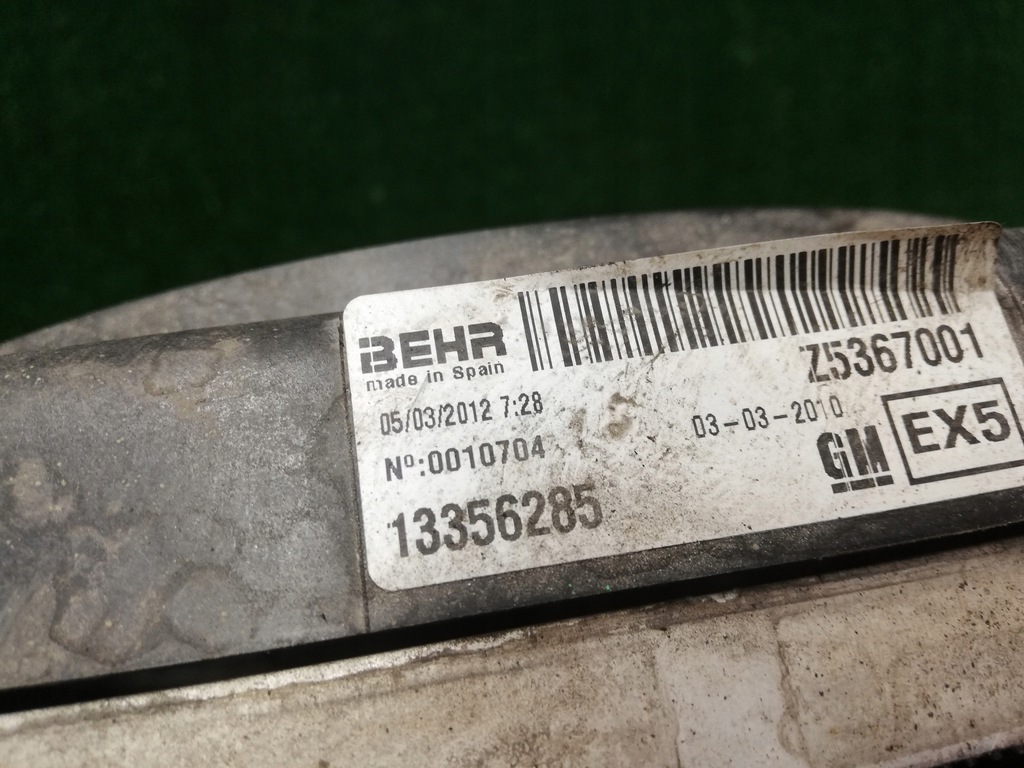 BEHR
made in Spain
Z5367001
05/03/2012 7:28
03-03-2010
Nº:0010704
GM
EX5
13356285